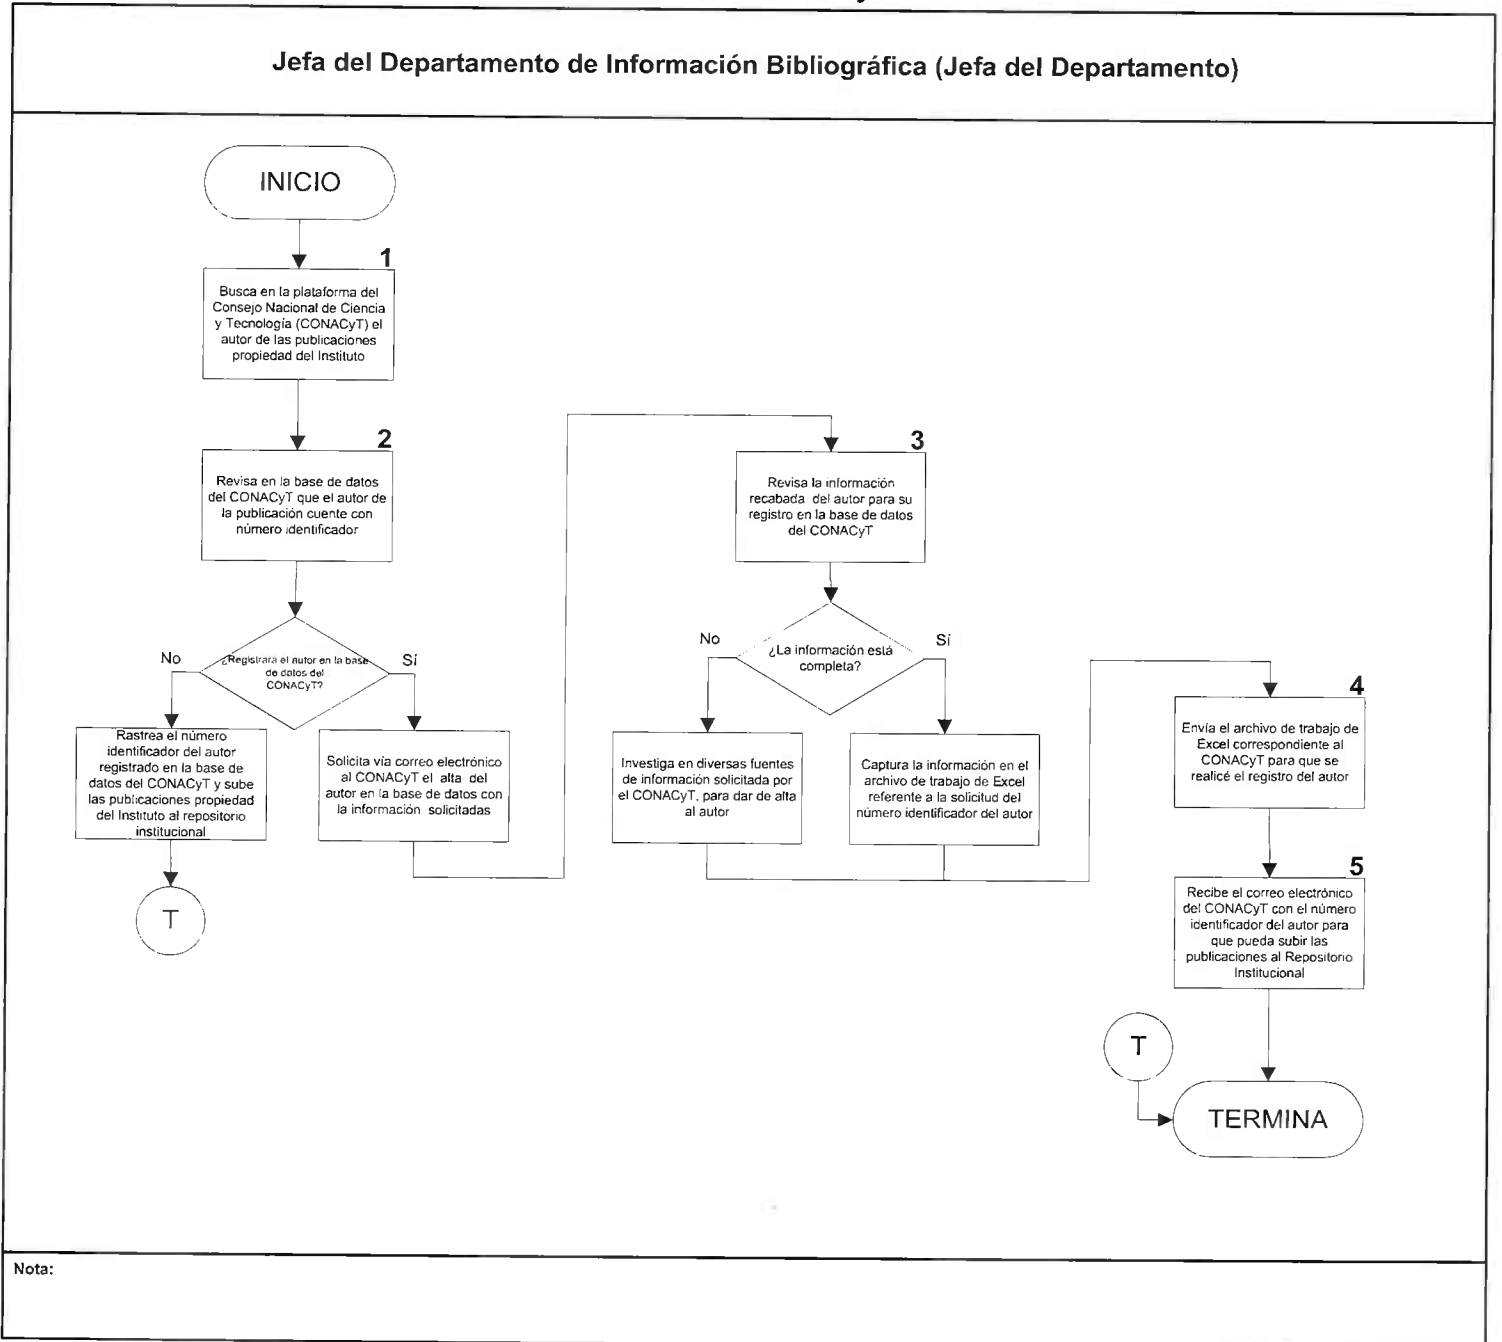 Jefa del Departamento de Información Bibliográfica (Jefa del Departamento)
INICIO
1
Busca en la plataforma del
Consejo Nacional de Ciencia
y Tecnología (CONACyT) el
autor de las publicaciones
propiedad del Instituto
2
Revisa en la base de datos
del CONACyT que el autor de
la publicación cuente con
número identificador
¿Registrara el autor en la base
de datos del
CONACyT?
No
Sí
Rastrea el número
identificador del autor
registrado en la base de
datos del CONACyT y sube
las publicaciones propiedad
del Instituto al repositorio
institucional
T
Solicita vía correo electrónico
al CONACyT el alta del
autor en la base de datos con
la información solicitadas
3
Revisa la información
recabada del autor para su
registro en la base de datos
del CONACyT
¿La información está
completa?
No
Sí
Investiga en diversas fuentes
de información solicitada por
el CONACyT, para dar de alta
al autor
Captura la información en el
archivo de trabajo de Excel
referente a la solicitud del
número identificador del autor
4
Envía el archivo de trabajo de
Excel correspondiente al
CONACyT para que se
realicé el registro del autor
5
Recibe el correo electrónico
del CONACyT con el número
identificador del autor para
que pueda subir las
publicaciones al Repositorio
Institucional
T
TERMINA
Nota: